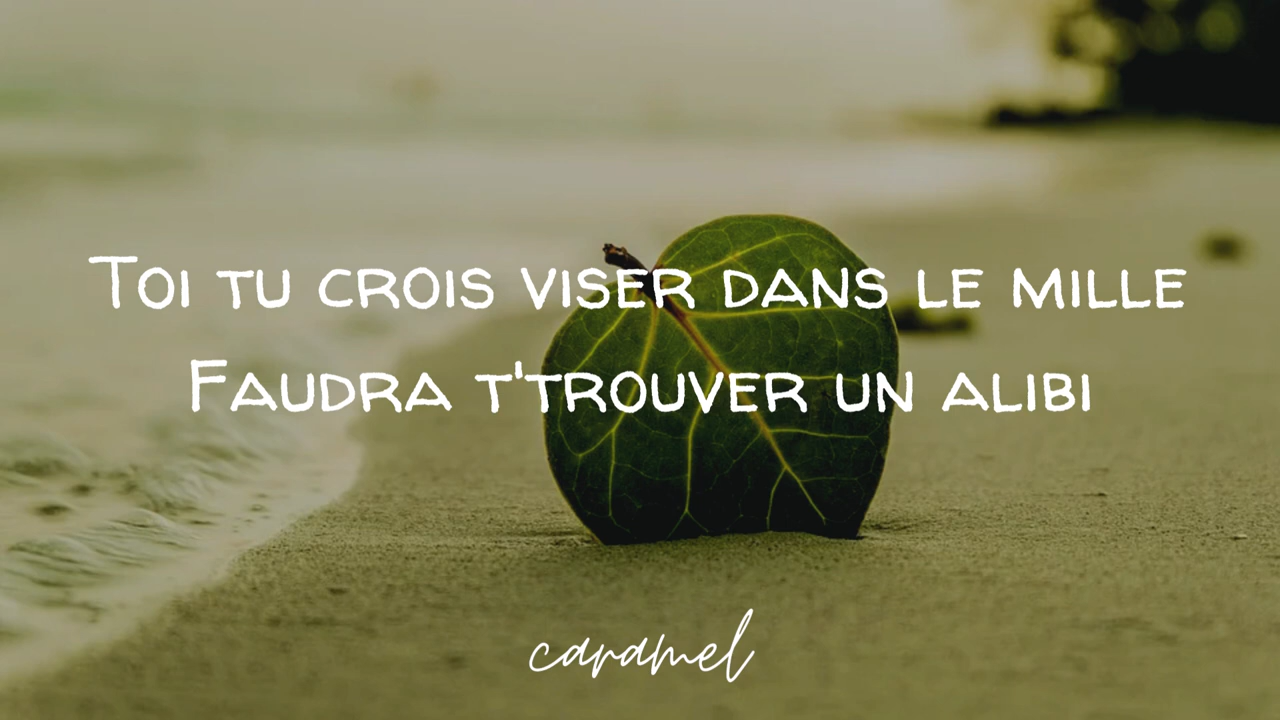 Toi tu crois viser dans le mille
Faudra t'trouver un alibi
caramel